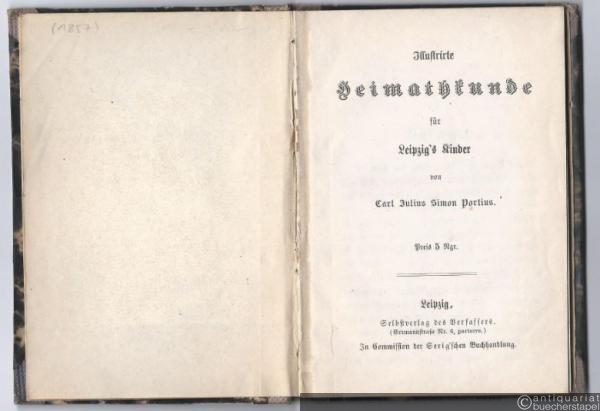 (1857)
Illustrirte
Heimathkunde
für
Leipzig's Kinder
von
Carl Julius Simon Portius.
Preis 5 Ngr.
Leipzig,
Selbstverlag des Verfassers.
(Hermannstraße Nr. 6, parterre.)
In Commission der Serig'schen Buchhandlung.
antiquariat
buecherstapel